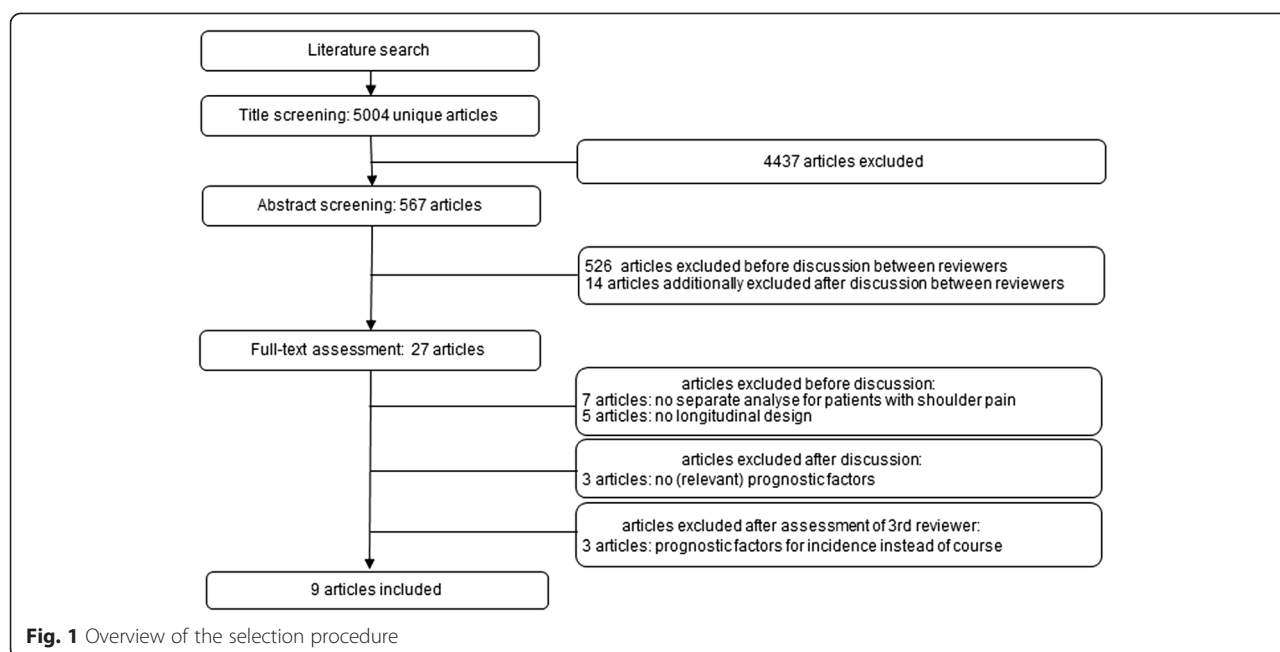 Literature search
Title screening: 5004 unique articles
4437 articles excluded
Abstract screening: 567 articles
526 articles excluded before discussion between reviewers
14 articles additionally excluded after discussion between reviewers
Full-text assessment: 27 articles
articles excluded before discussion:
7 articles: no separate analyse for patients with shoulder pain
5 articles: no longitudinal design
articles excluded after discussion:
3 articles: no (relevant) prognostic factors
articles excluded after assessment of 3rd reviewer:
3 articles: prognostic factors for incidence instead of course
9 articles included
Fig. 1 Overview of the selection procedure